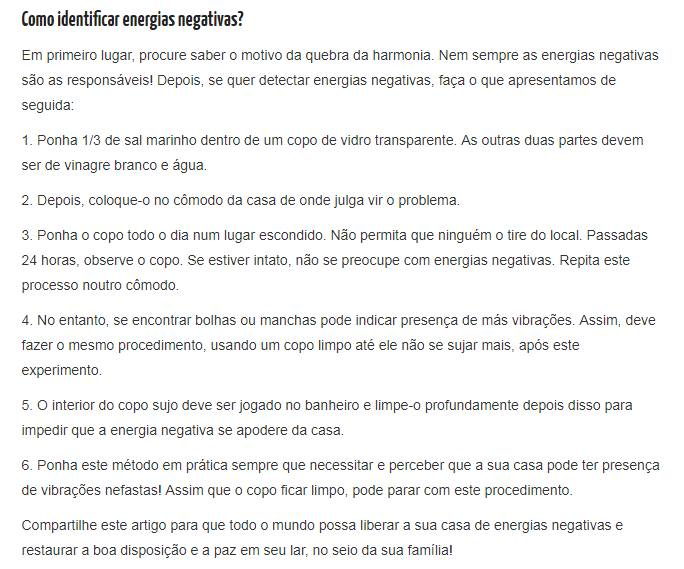 Como identificar energias negativas?
Em primeiro lugar, procure saber o motivo da quebra da harmonia. Nem sempre as energias negativas
são as responsáveis! Depois, se quer detectar energias negativas, faça o que apresentamos de
seguida:
1. Ponha 1/3 de sal marinho dentro de um copo de vidro transparente. As outras duas partes devem
ser de vinagre branco e água.
2. Depois, coloque-o no cômodo da casa de onde julga vir o problema.
3. Ponha o copo todo o dia num lugar escondido. Não permita que ninguém o tire do local. Passadas
24 horas, observe o copo. Se estiver intato, não se preocupe com energias negativas. Repita este
processo noutro cômodo.
4. No entanto, se encontrar bolhas ou manchas pode indicar presença de más vibrações. Assim, deve
fazer o mesmo procedimento, usando um copo limpo até ele não se sujar mais, após este
experimento.
5. O interior do copo sujo deve ser jogado no banheiro e limpe-o profundamente depois disso para
impedir que a energia negativa se apodere da casa.
6. Ponha este método em prática sempre que necessitar e perceber que a sua casa pode ter presença
de vibrações nefastas! Assim que o copo ficar limpo, pode parar com este procedimento.
Compartilhe este artigo para que todo o mundo possa liberar a sua casa de energias negativas e
restaurar a boa disposição e a paz em seu lar, no seio da sua família!